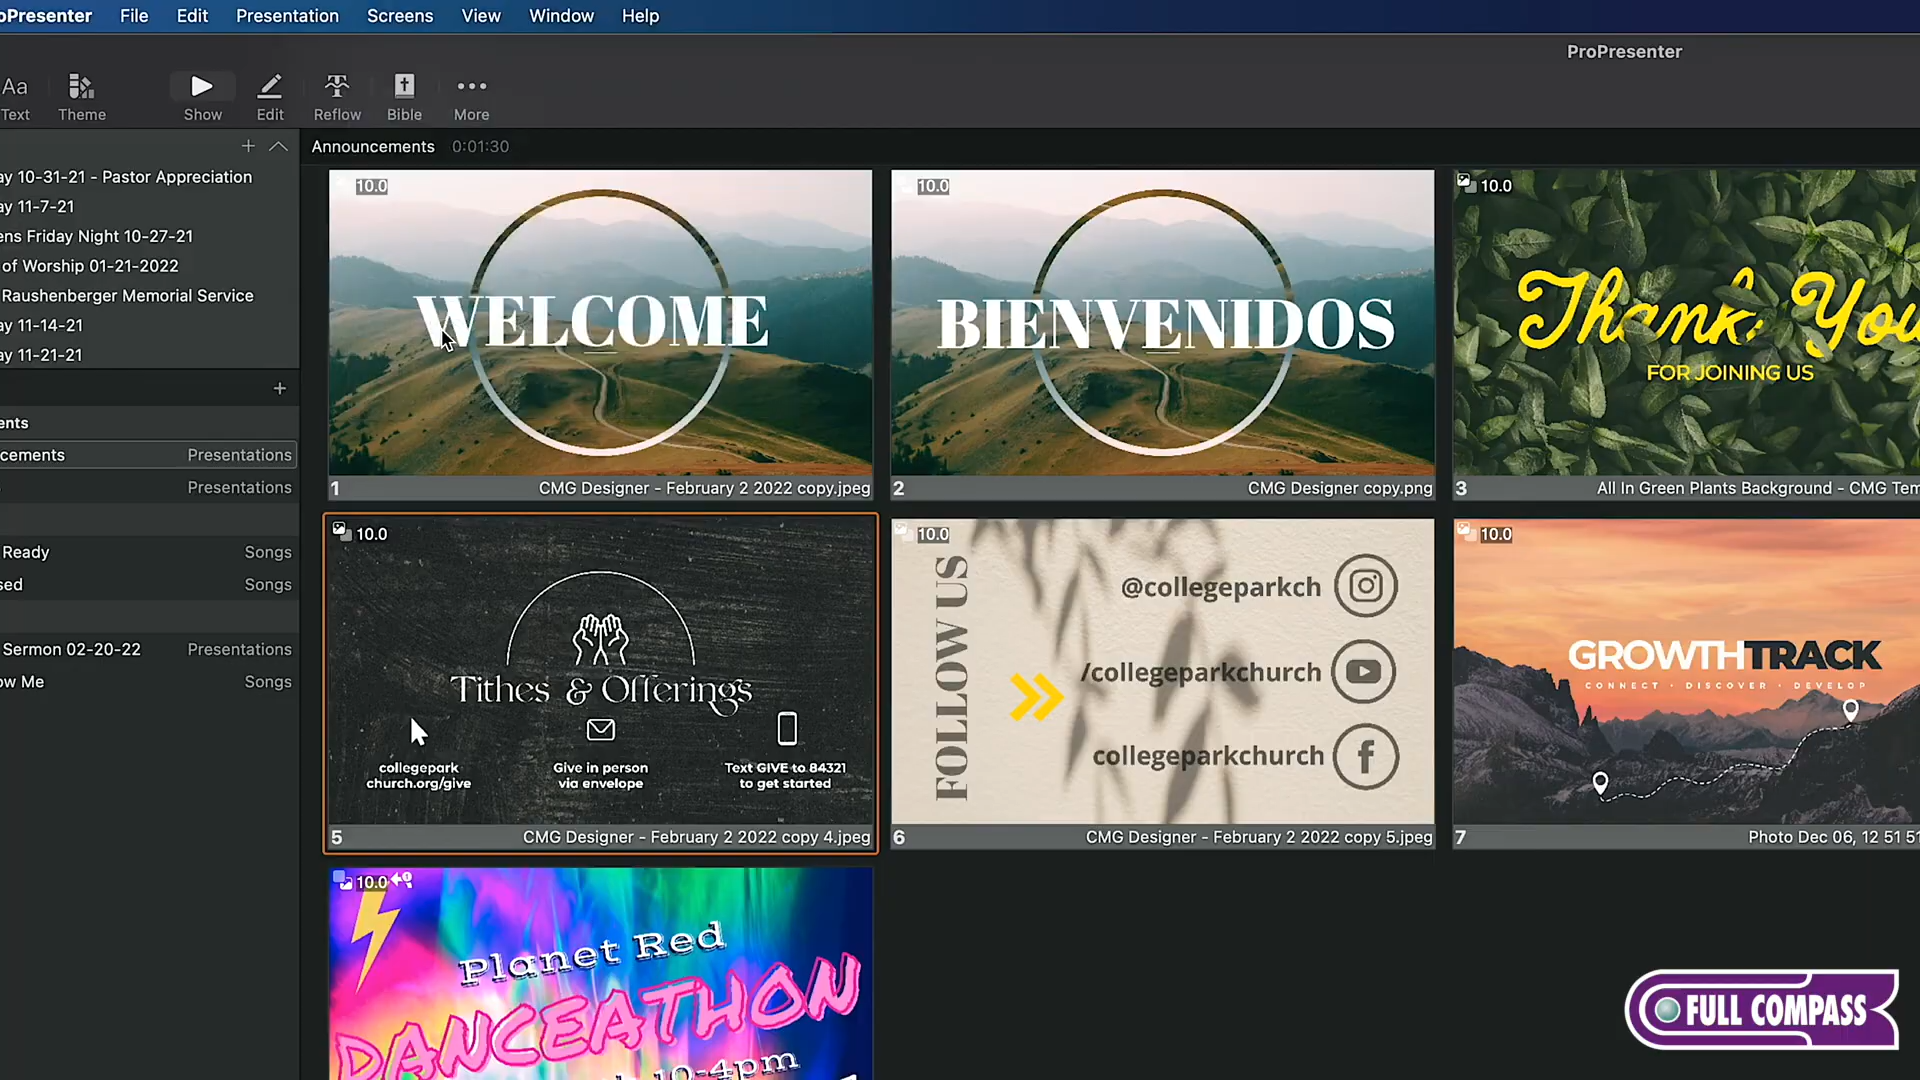 oPresenter File Edit Presentation Screens View Window Help
ProPresenter
Aa
Text Theme Show Edit Reflow Bible More
Announcements 0:01:30
ay 10-31-21 - Pastor Appreciation
ay 11-7-21
ens Friday Night 10-27-21
of Worship 01-21-2022
Raushenberger Memorial Service
ay 11-14-21
ay 11-21-21
ents
cements Presentations
Presentations
Ready Songs
sed Songs
Sermon 02-20-22 Presentations
ow Me Songs
10.0
WELCOME
1 CMG Designer - February 2 2022 copy.jpeg
10.0
BIENVENIDOS
2 CMG Designer copy.png
10.0
Thank You
FOR JOINING US
3 All In Green Plants Background - CMG Tem
10.0
Tithes & Offerings
collegepark
church.org/give
Give in person
via envelope
Text GIVE to 84321
to get started
5 CMG Designer - February 2 2022 copy 4.jpeg
10.0
FOLLOW US
@collegeparkch
/collegeparkchurch
collegeparkchurch
6 CMG Designer - February 2 2022 copy 5.jpeg
10.0
GROWTHTRACK
CONNECT · DISCOVER · DEVELOP
7 Photo Dec 06, 12 51 51
10.0
Planet Red
DANCEATHON
10-4pm
FULL COMPASS